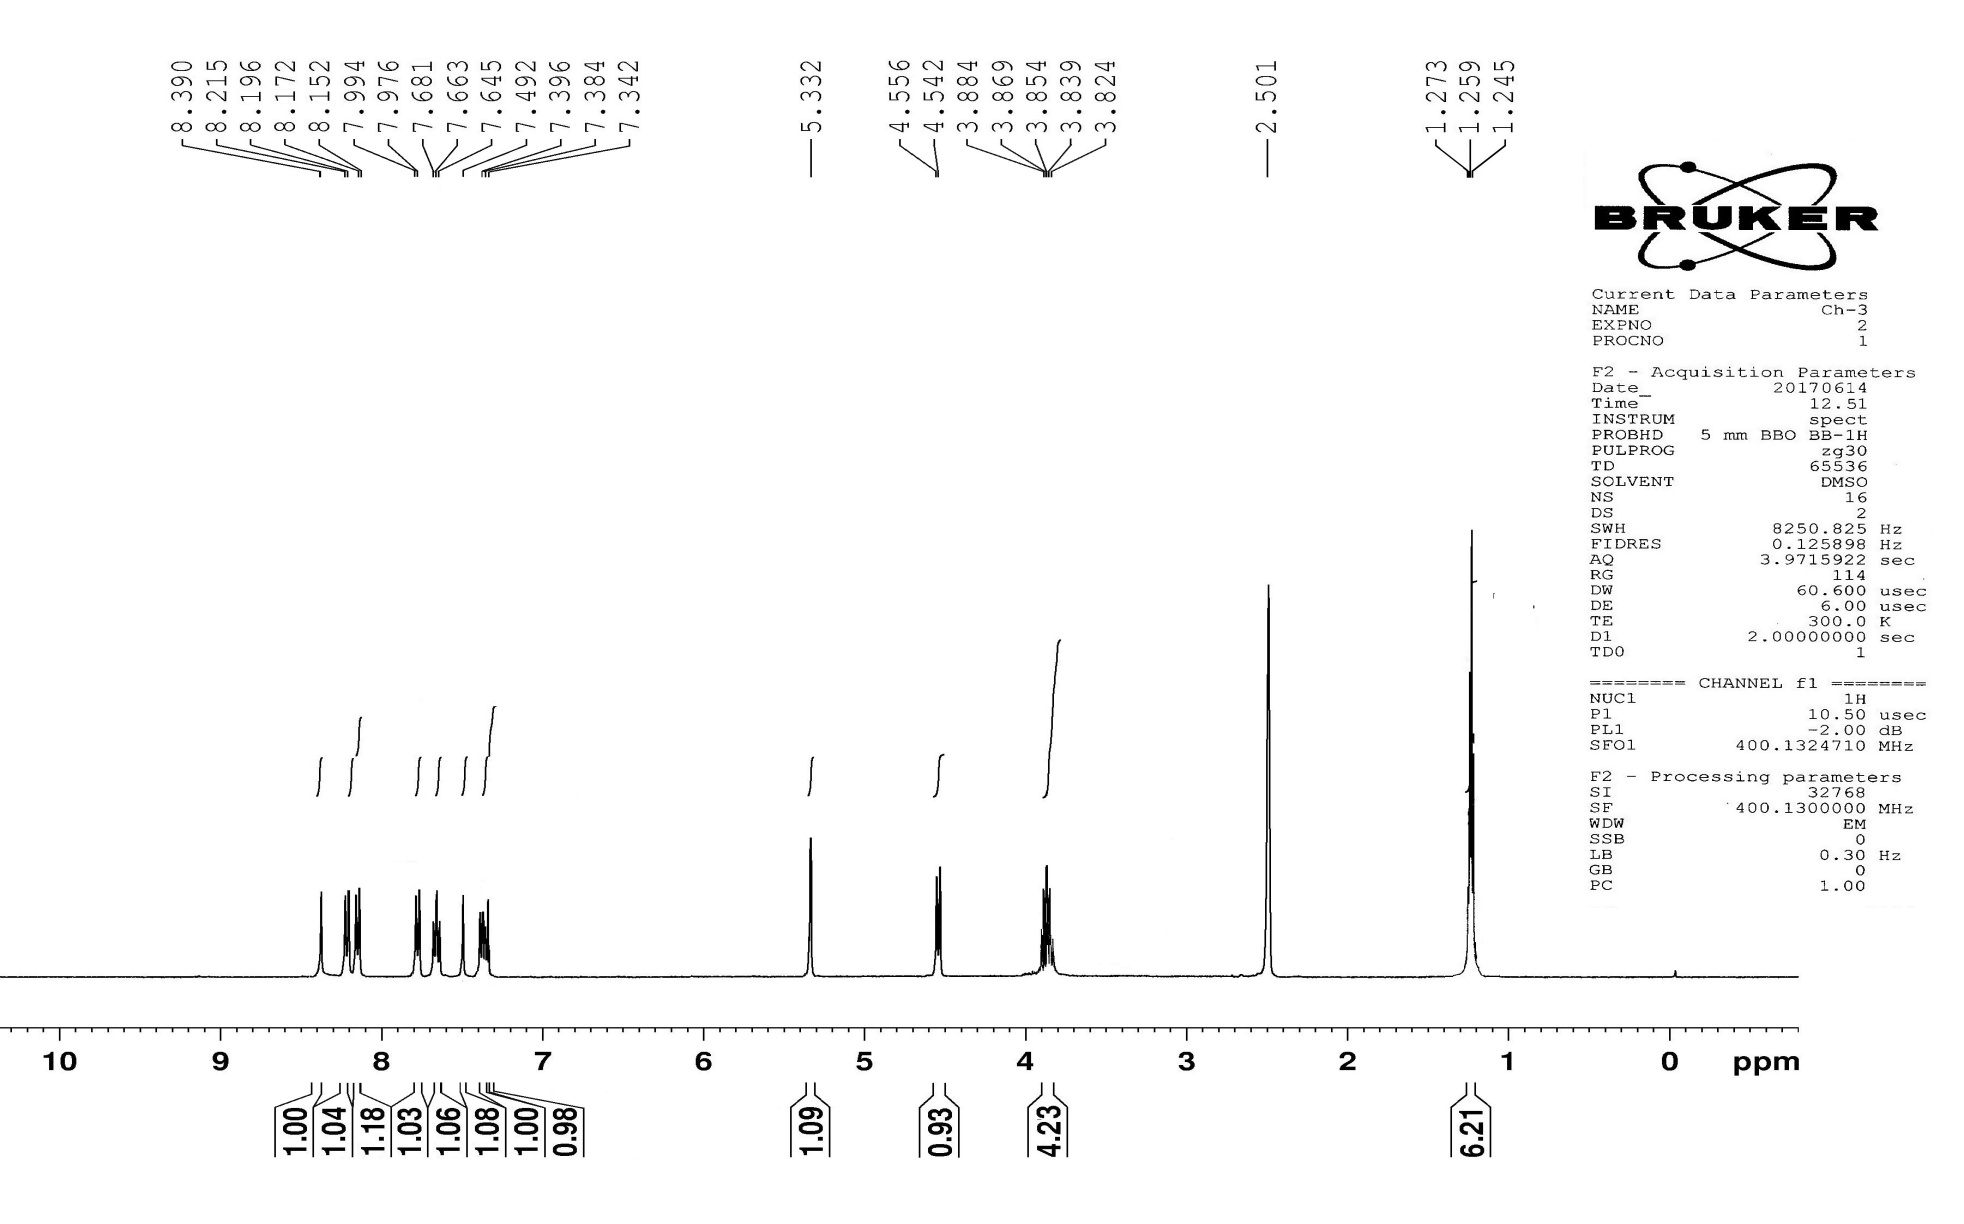 8.390
8.215
8.196
8.172
8.152
7.994
7.976
7.681
7.663
7.645
7.492
7.396
7.384
7.342
5.332
4.556
4.542
3.884
3.869
3.854
3.839
3.824
2.501
1.273
1.259
1.245
BRUKER
Current Data Parameters
NAME Ch-3
EXPNO 2
PROCNO 1
F2 - Acquisition Parameters
Date_ 20170614
Time 12.51
INSTRUM spect
PROBHD 5 mm BBO BB-1H
PULPROG zg30
TD 65536
SOLVENT DMSO
NS 16
DS 2
SWH 8250.825 Hz
FIDRES 0.125898 Hz
AQ 3.9715922 sec
RG 114
DW 60.600 usec
DE 6.00 usec
TE 300.0 K
D1 2.00000000 sec
TD0 1
======== CHANNEL f1 ========
NUC1 1H
P1 10.50 usec
PL1 -2.00 dB
SFO1 400.1324710 MHz
F2 - Processing parameters
SI 32768
SF 400.1300000 MHz
WDW EM
SSB 0
LB 0.30 Hz
GB 0
PC 1.00
10 9 8 7 6 5 4 3 2 1 0 ppm
1.00
1.04
1.18
1.03
1.06
1.08
1.00
0.98
1.09
0.93
4.23
6.21